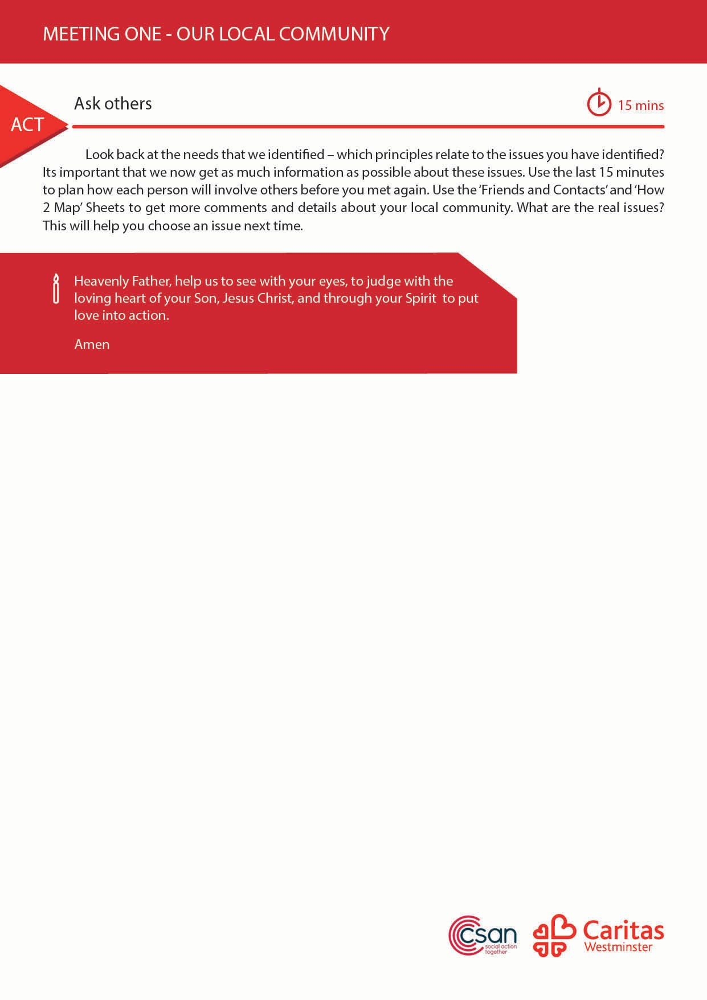 MEETING ONE - OUR LOCAL COMMUNITY
Ask others
15 mins
ACT
Look back at the needs that we identified – which principles relate to the issues you have identified?
Its important that we now get as much information as possible about these issues. Use the last 15 minutes
to plan how each person will involve others before you met again. Use the ‘Friends and Contacts’ and ‘How
2 Map’ Sheets to get more comments and details about your local community. What are the real issues?
This will help you choose an issue next time.
Heavenly Father, help us to see with your eyes, to judge with the
loving heart of your Son, Jesus Christ, and through your Spirit  to put
love into action.
Amen
csan
social action
together
Caritas
Westminster